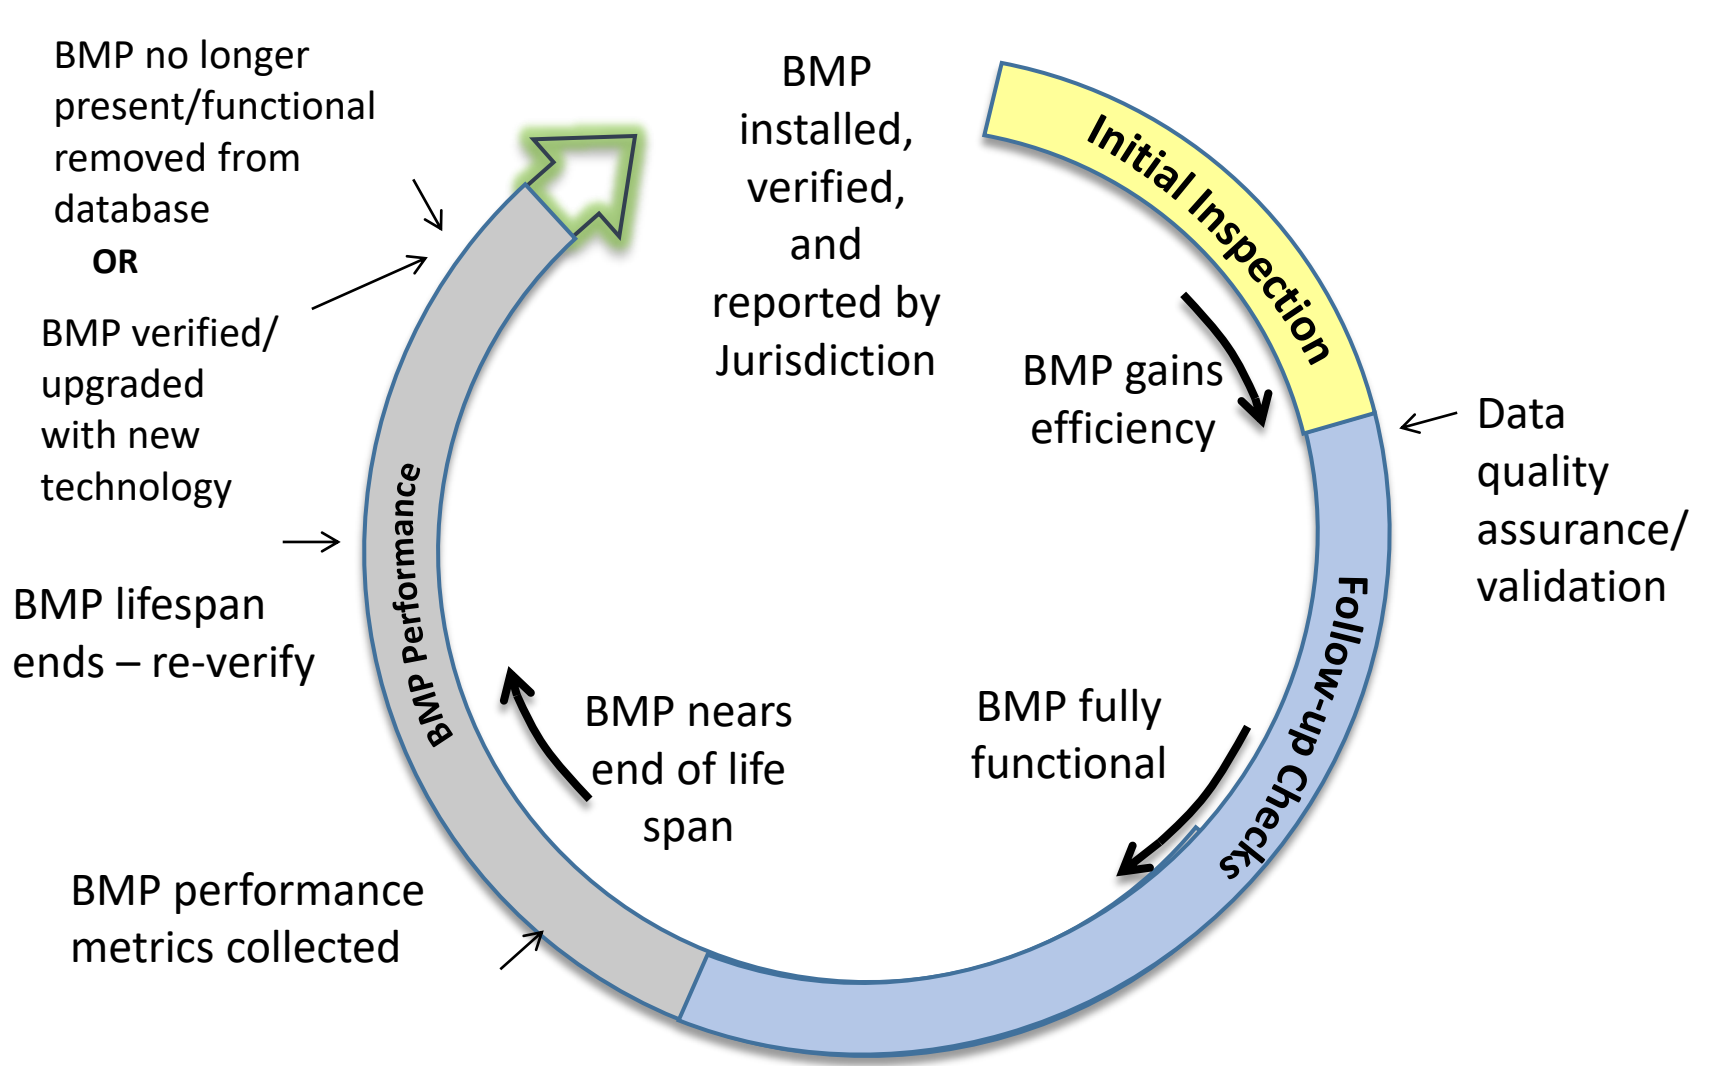 BMP no longer
present/functional
removed from
database
OR
BMP verified/
upgraded
with new
technology
BMP lifespan
ends – re-verify
BMP performance
metrics collected
BMP
installed,
verified,
and
reported by
Jurisdiction
Initial Inspection
BMP gains
efficiency
Data
quality
assurance/
validation
Follow-up Checks
BMP fully
functional
BMP nears
end of life
span
BMP Performance